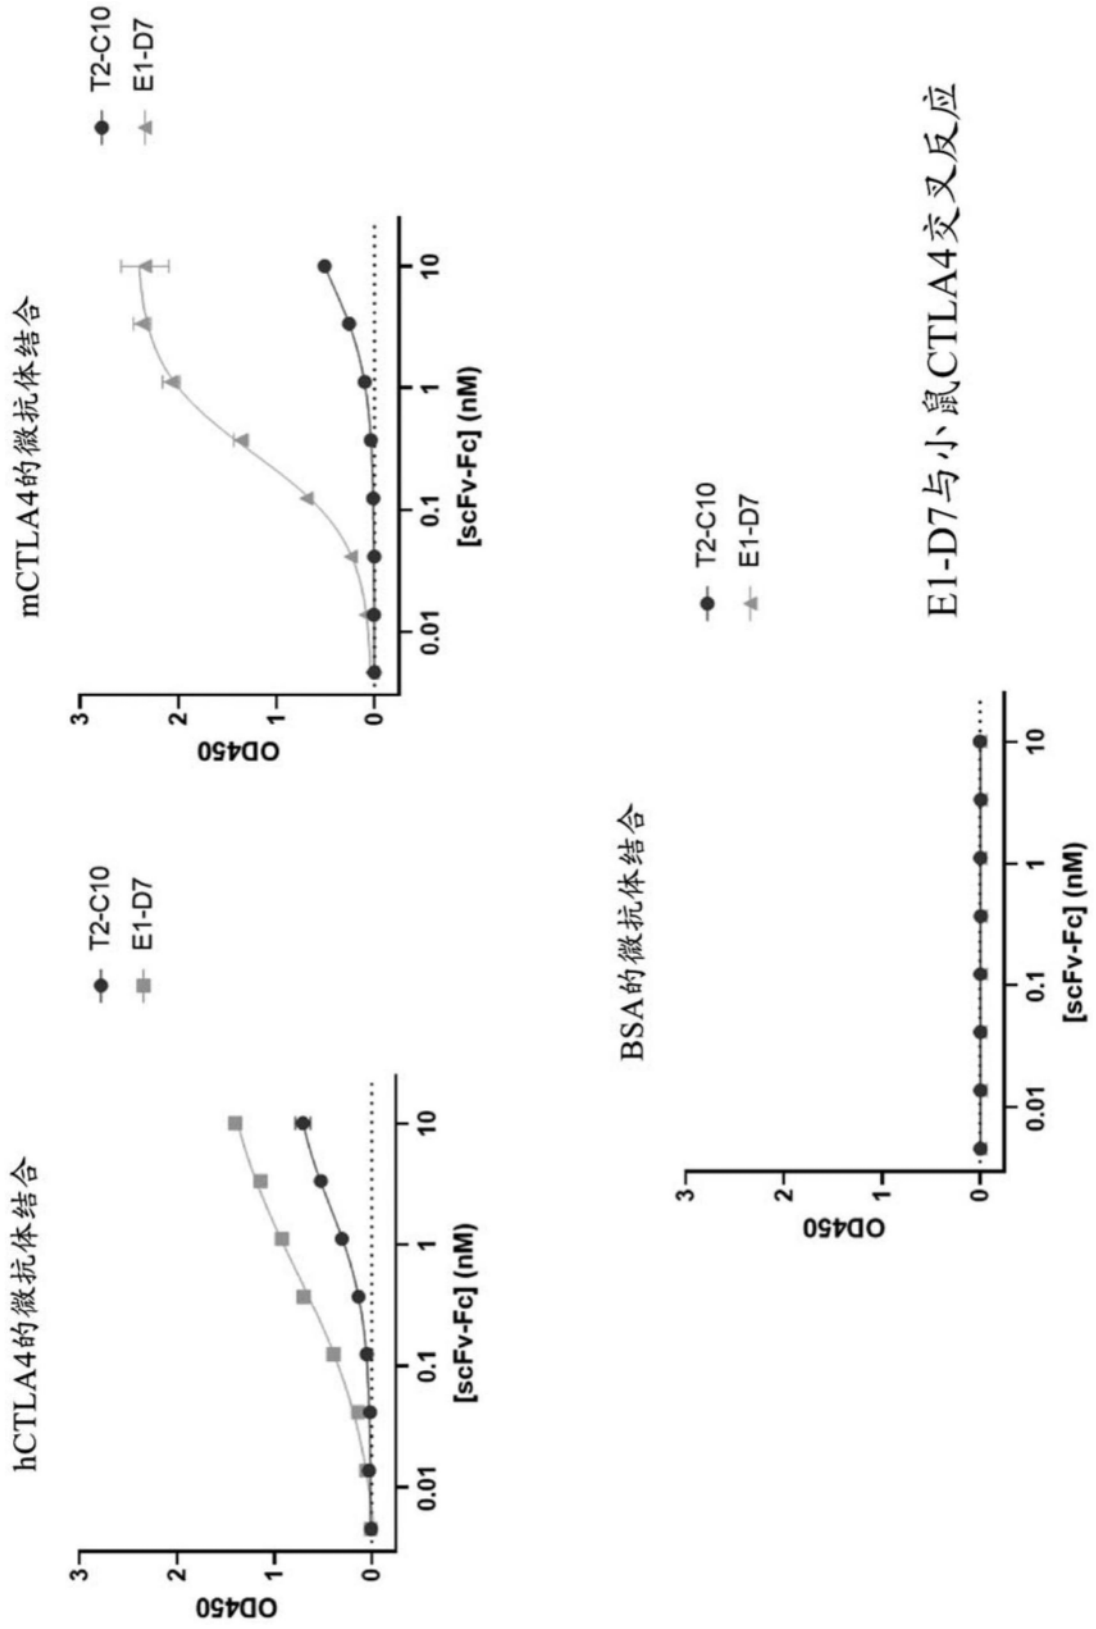 hCTLA4的微抗体结合
T2-C10
E1-D7
3
2
1
0
OD450
0.01
0.1
1
10
[scFv-Fc] (nM)
mCTLA4的微抗体结合
T2-C10
E1-D7
3
2
1
0
OD450
0.01
0.1
1
10
[scFv-Fc] (nM)
BSA的微抗体结合
T2-C10
E1-D7
3
2
1
0
OD450
0.01
0.1
1
10
[scFv-Fc] (nM)
E1-D7与小鼠CTLA4交叉反应